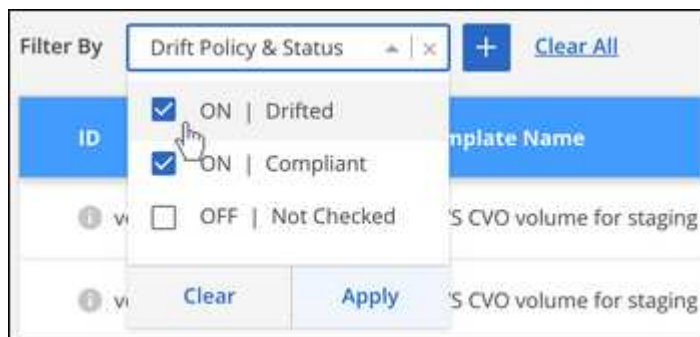 Filter By Drift Policy & Status × + Clear All
ON | Drifted
ID mplate Name
ON | Compliant
OFF | Not Checked 'S CVO volume for staging
Clear Apply 'S CVO volume for staging